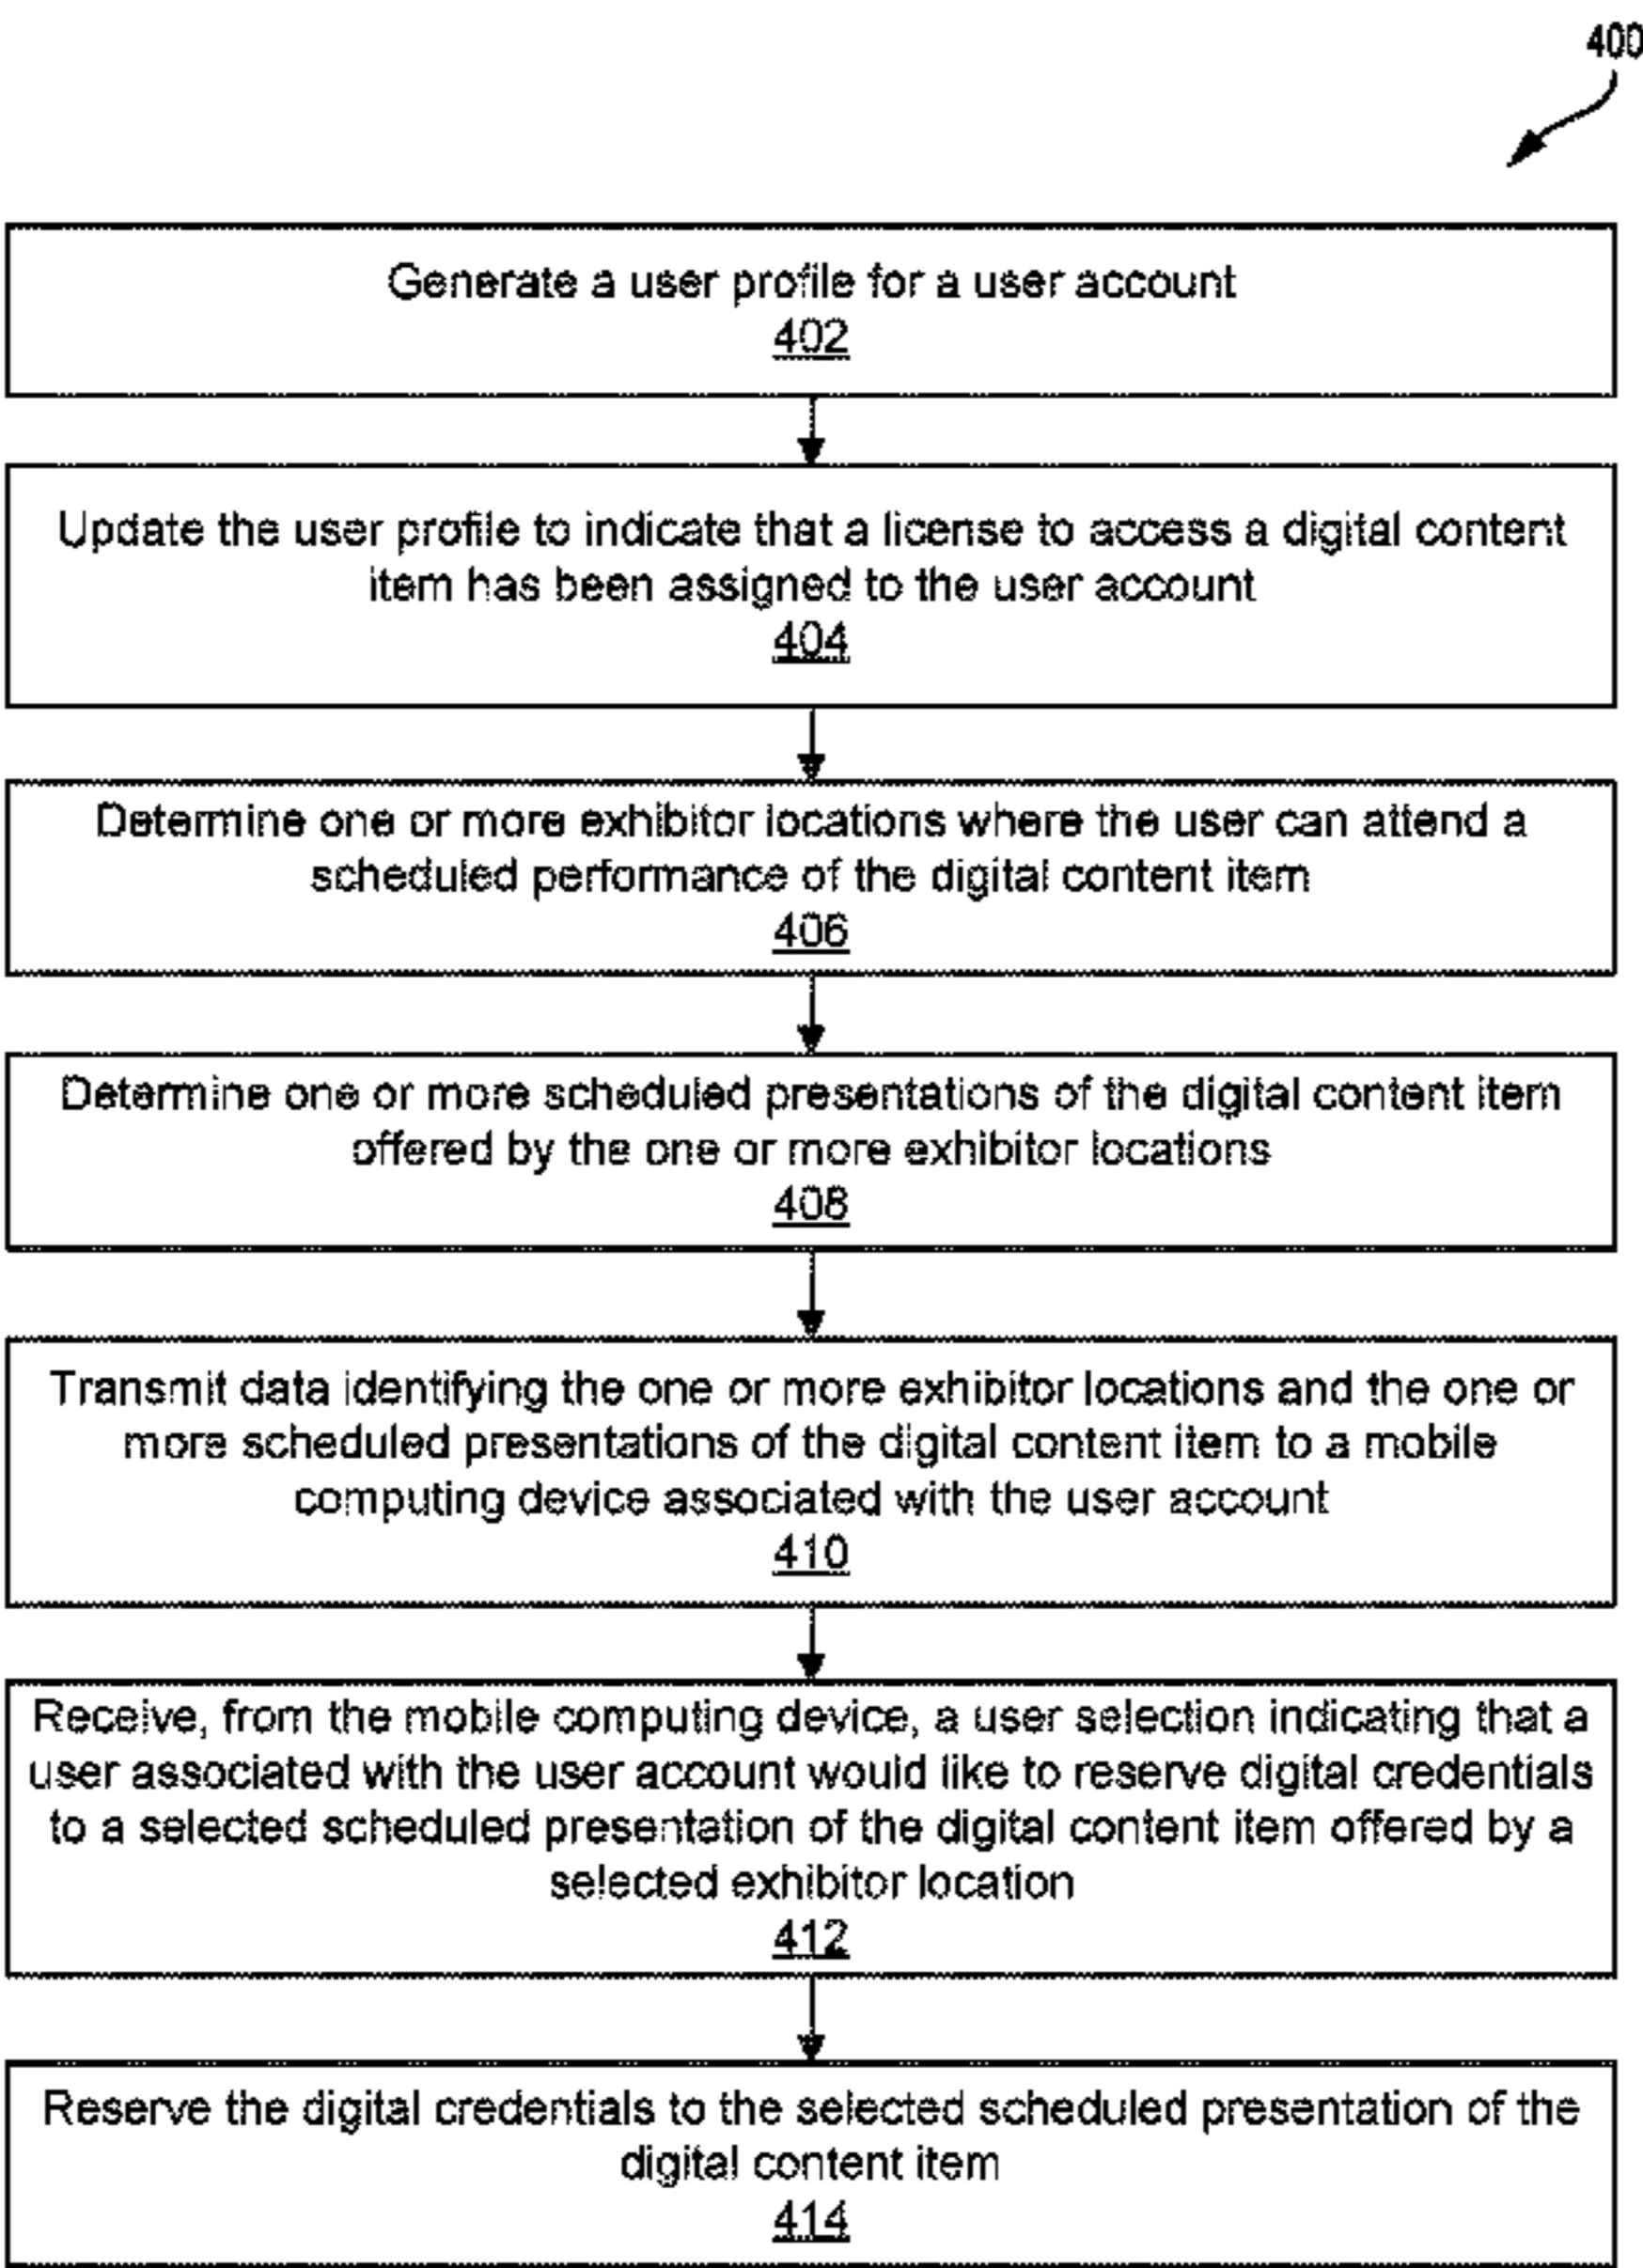 400
Generate a user profile for a user account
402
Update the user profile to indicate that a license to access a digital content
item has been assigned to the user account
404
Determine one or more exhibitor locations where the user can attend a
scheduled performance of the digital content item
406
Determine one or more scheduled presentations of the digital content item
offered by the one or more exhibitor locations
408
Transmit data identifying the one or more exhibitor locations and the one or
more scheduled presentations of the digital content item to a mobile
computing device associated with the user account
410
Receive, from the mobile computing device, a user selection indicating that a
user associated with the user account would like to reserve digital credentials
to a selected scheduled presentation of the digital content item offered by a
selected exhibitor location
412
Reserve the digital credentials to the selected scheduled presentation of the
digital content item
414